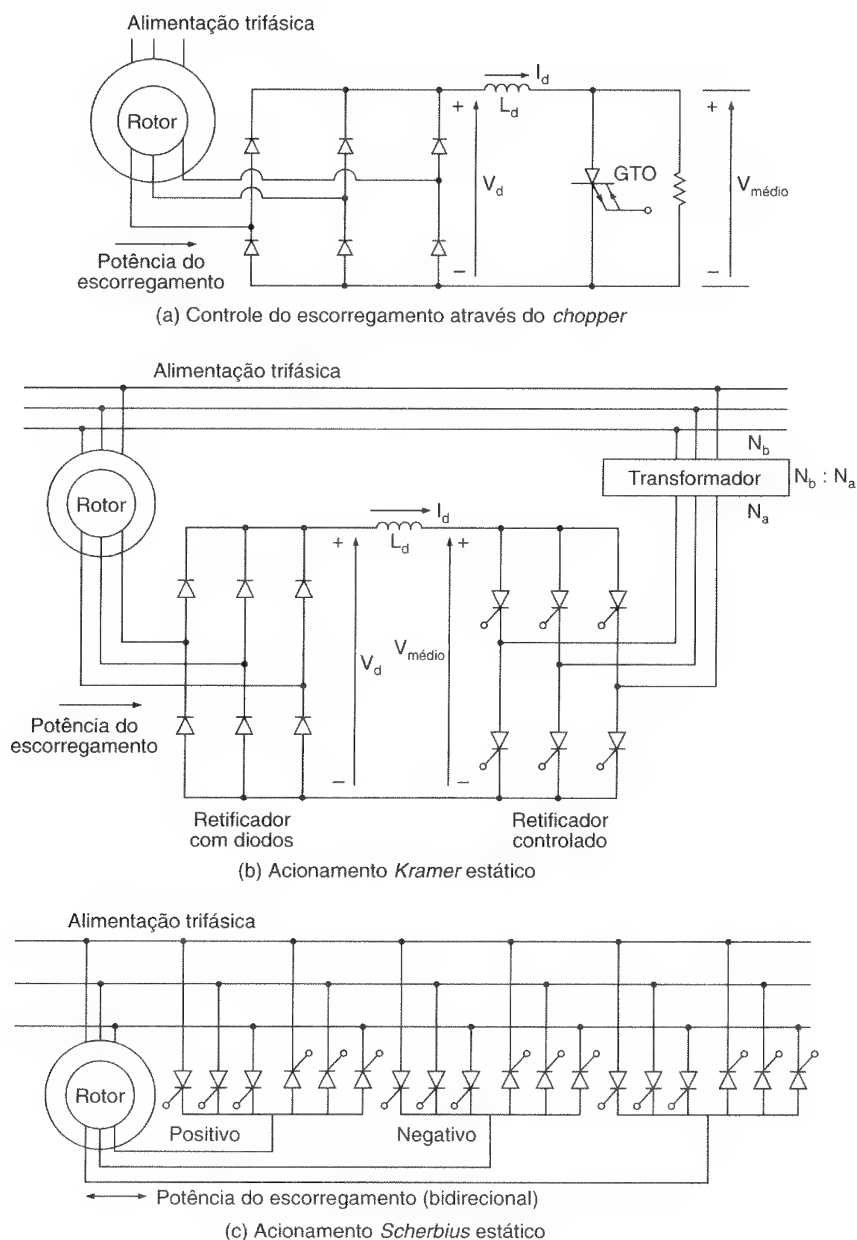 Alimentação trifásica
Rotor
Potência do
escorregamento
+
V_d
−
I_d
L_d
GTO
+
V_médio
−
(a) Controle do escorregamento através do chopper
Alimentação trifásica
Rotor
Potência do
escorregamento
I_d
+
L_d
+
V_d
V_médio
−
−
N_b
Transformador
N_b : N_a
N_a
Retificador
com diodos
Retificador
controlado
(b) Acionamento Kramer estático
Alimentação trifásica
Rotor
Positivo
Negativo
Potência do escorregamento (bidirecional)
(c) Acionamento Scherbius estático